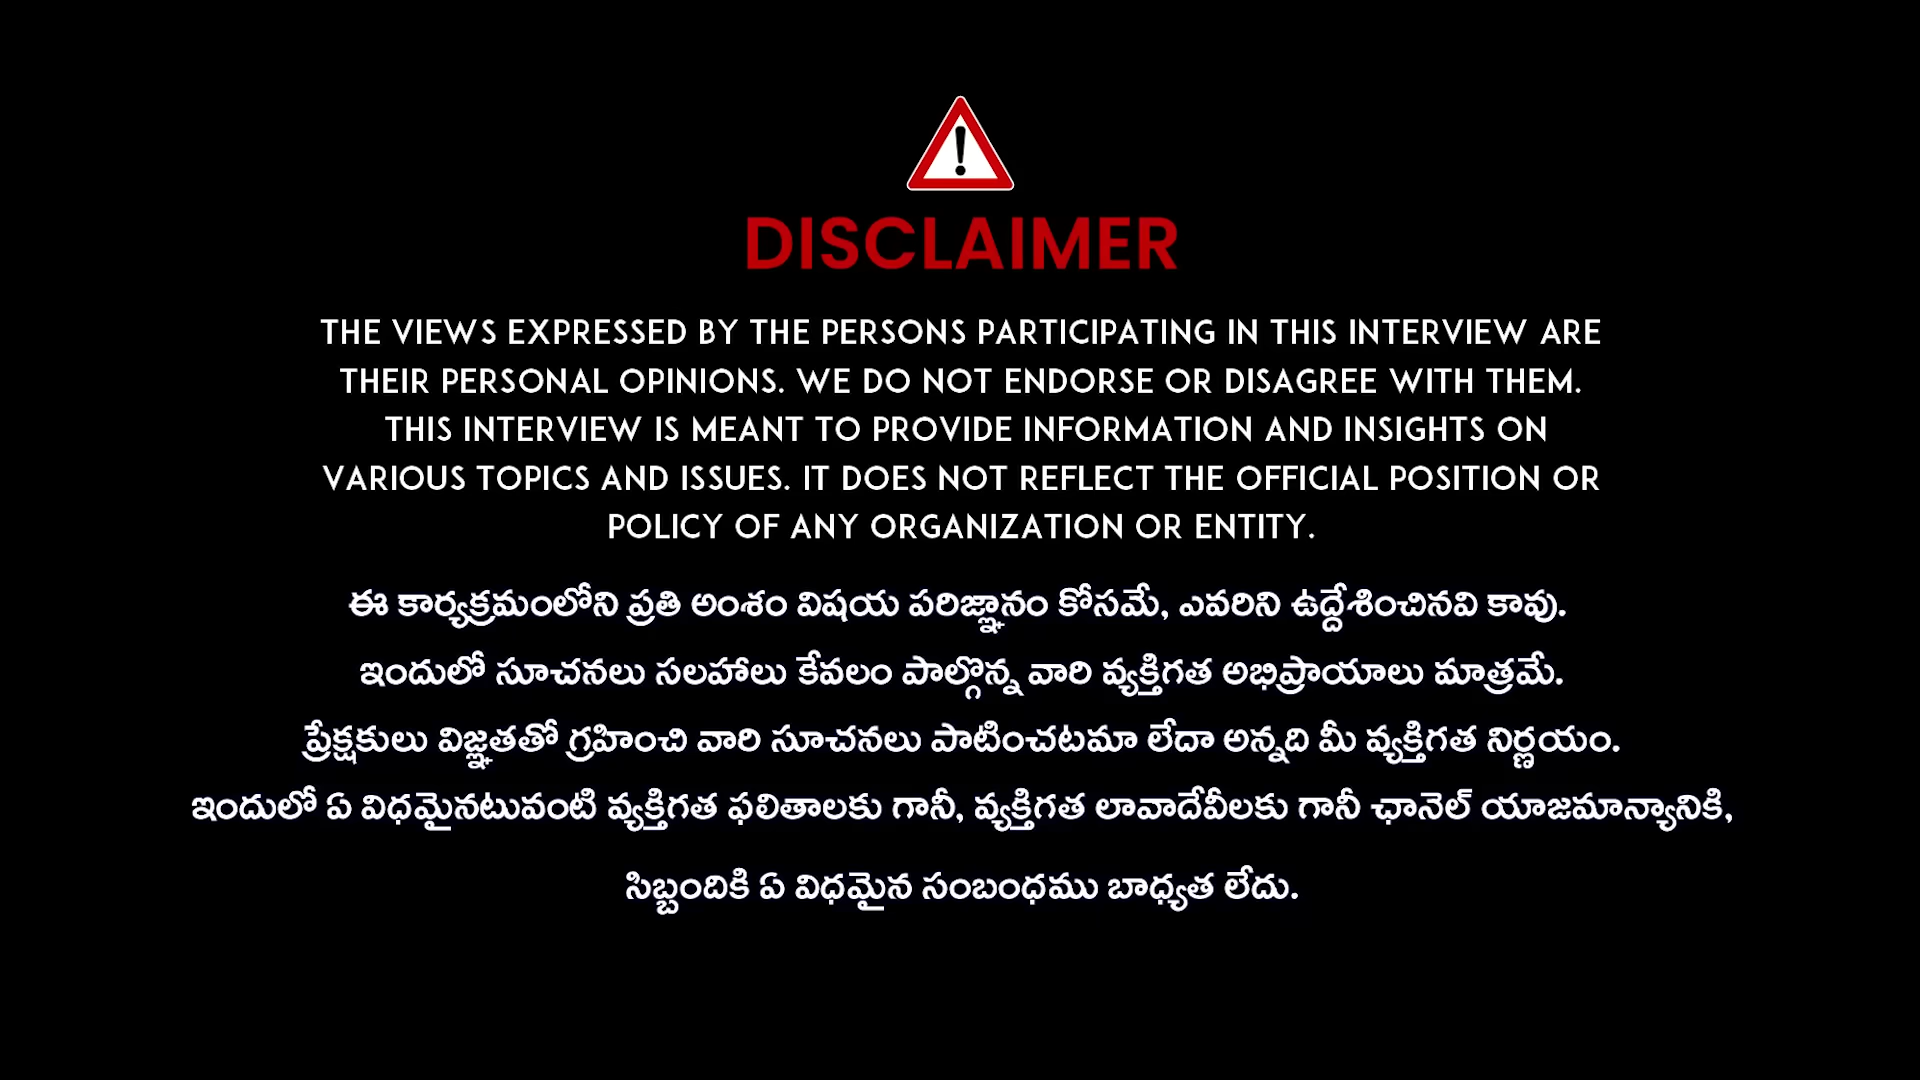 DISCLAIMER
THE VIEWS EXPRESSED BY THE PERSONS PARTICIPATING IN THIS INTERVIEW ARE
THEIR PERSONAL OPINIONS. WE DO NOT ENDORSE OR DISAGREE WITH THEM.
THIS INTERVIEW IS MEANT TO PROVIDE INFORMATION AND INSIGHTS ON
VARIOUS TOPICS AND ISSUES. IT DOES NOT REFLECT THE OFFICIAL POSITION OR
POLICY OF ANY ORGANIZATION OR ENTITY.
ఈ కార్యక్రమంలోని ప్రతి అంశం విషయ పరిజ్ఞానం కోసమే, ఎవరిని ఉద్దేశించినవి కావు.
ఇందులో సూచనలు సలహాలు కేవలం పాల్గొన్న వారి వ్యక్తిగత అభిప్రాయాలు మాత్రమే.
ప్రేక్షకులు విజ్ఞతతో గ్రహించి వారి సూచనలు పాటించటమా లేదా అన్నది మీ వ్యక్తిగత నిర్ణయం.
ఇందులో ఏ విధమైనటువంటి వ్యక్తిగత ఫలితాలకు గానీ, వ్యక్తిగత లావాదేవీలకు గానీ ఛానెల్ యాజమాన్యానికి,
సిబ్బందికి ఏ విధమైన సంబంధము బాధ్యత లేదు.